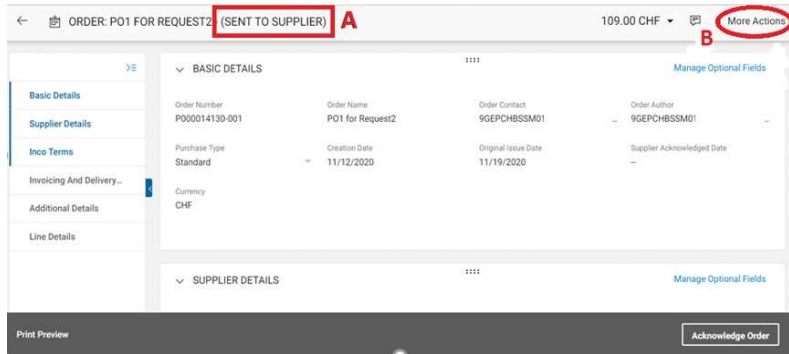 ORDER: PO1 FOR REQUEST2- (SENT TO SUPPLIER) A 109.00 CHF More Actions
B
BASIC DETAILS Manage Optional Fields
Basic Details
Supplier Details
Inco Terms
Invoicing And Delivery...
Additional Details
Line Details
Order Number Order Name Order Contact Order Author
P000014130-001 PO1 for Request2 9GEPCHBSSM01 9GEPCHBSSM01
Purchase Type Creation Date Original Issue Date Supplier Acknowledged Date
Standard 11/12/2020 11/19/2020 –
Currency
CHF
SUPPLIER DETAILS Manage Optional Fields
Print Preview Acknowledge Order